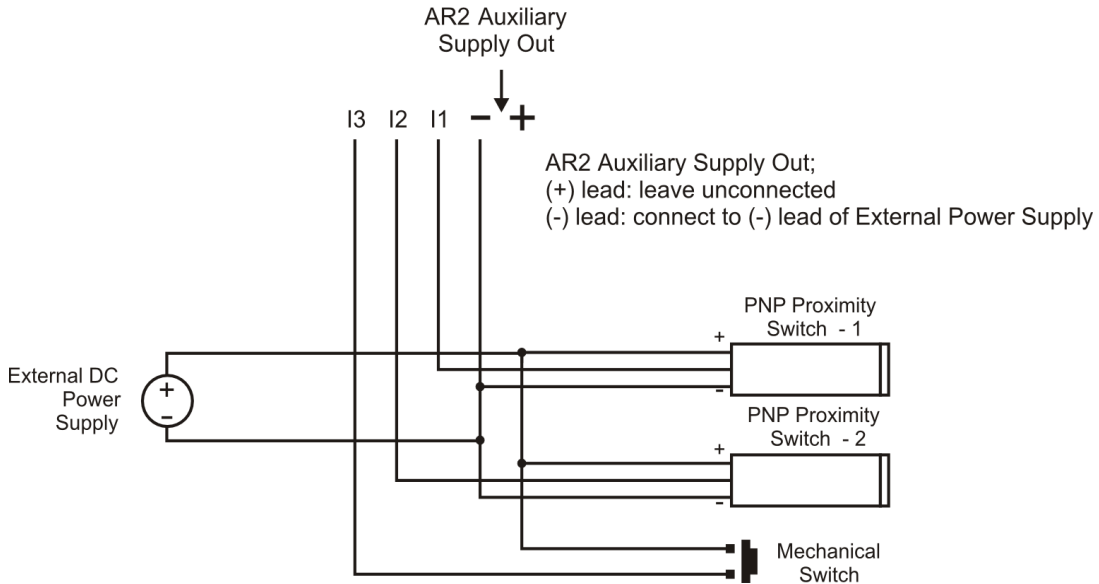 AR2 Auxiliary
Supply Out
I3 I2 I1 − +
AR2 Auxiliary Supply Out;
(+) lead: leave unconnected
(-) lead: connect to (-) lead of External Power Supply
PNP Proximity
Switch - 1
+
-
External DC
Power
Supply
+
−
PNP Proximity
Switch - 2
+
-
Mechanical
Switch